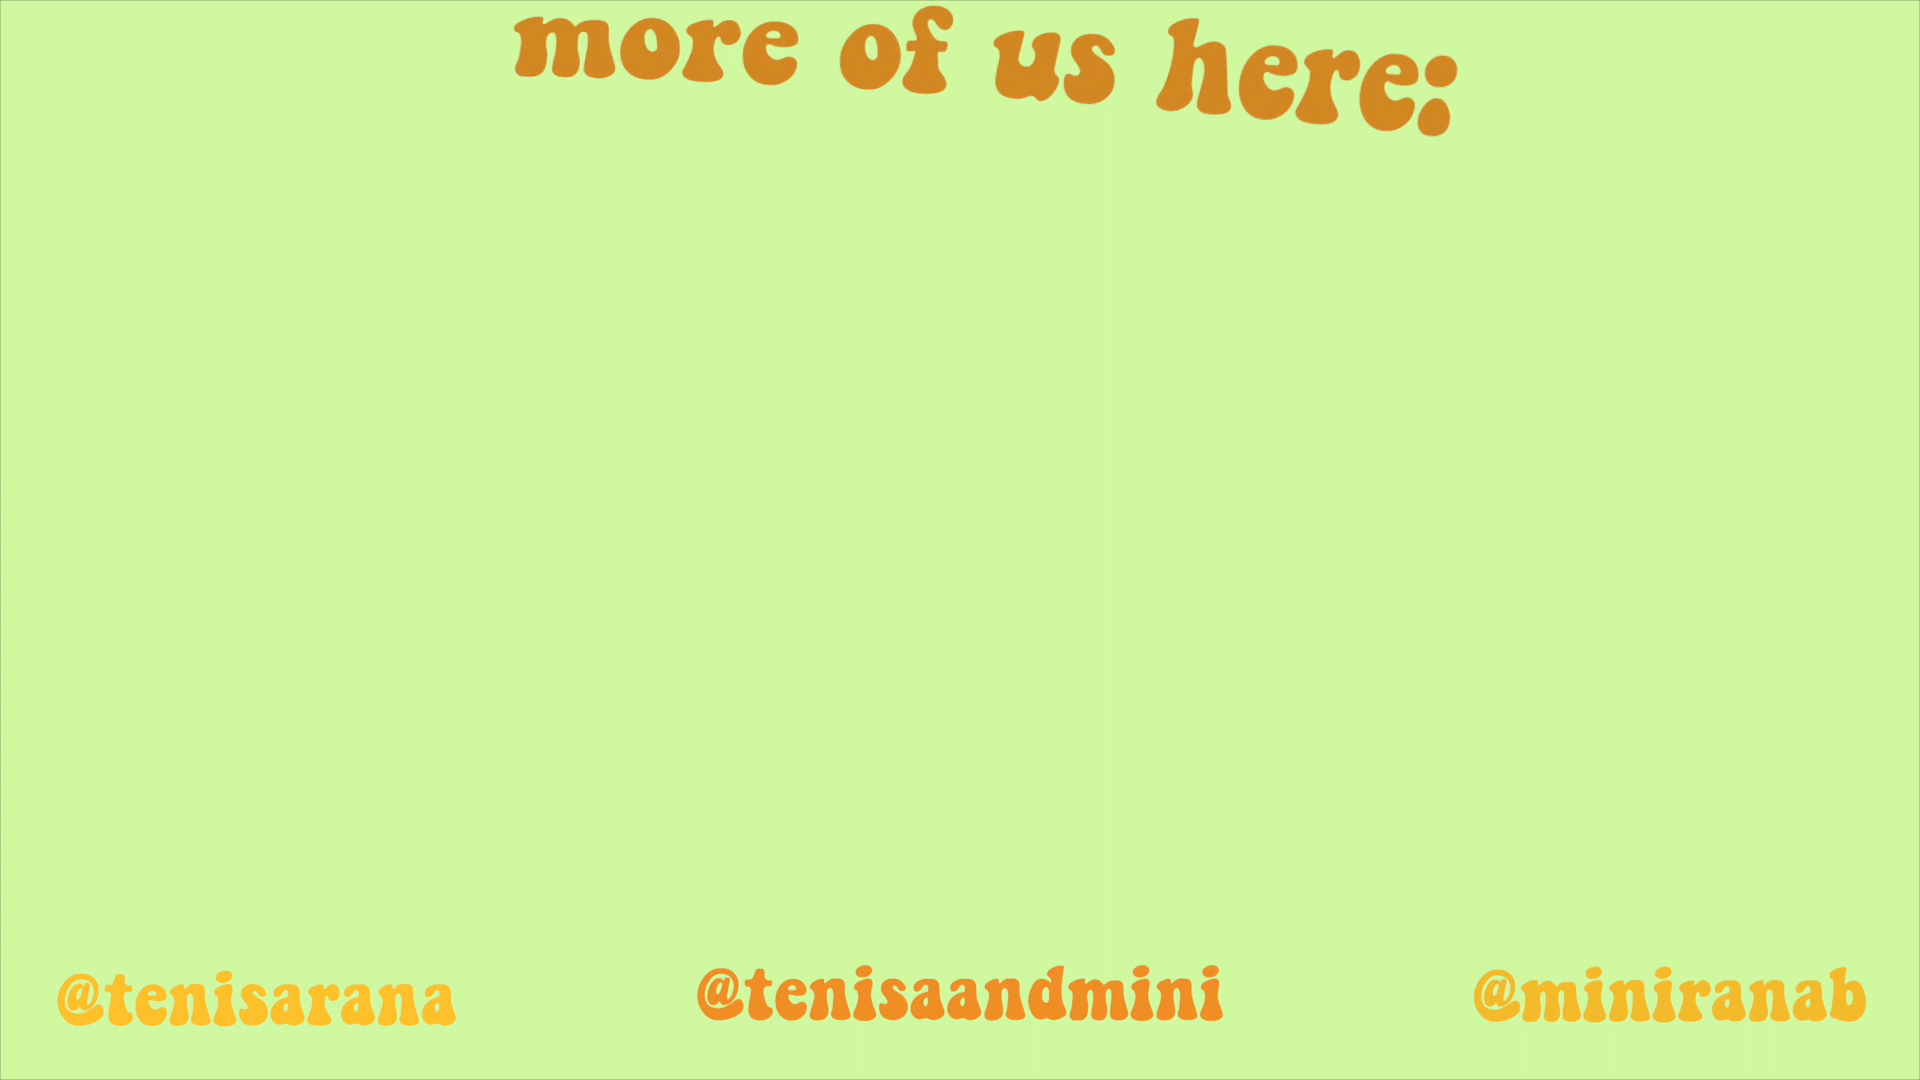 more of us here:
@tenisarana
@tenisaandmini
@miniranab